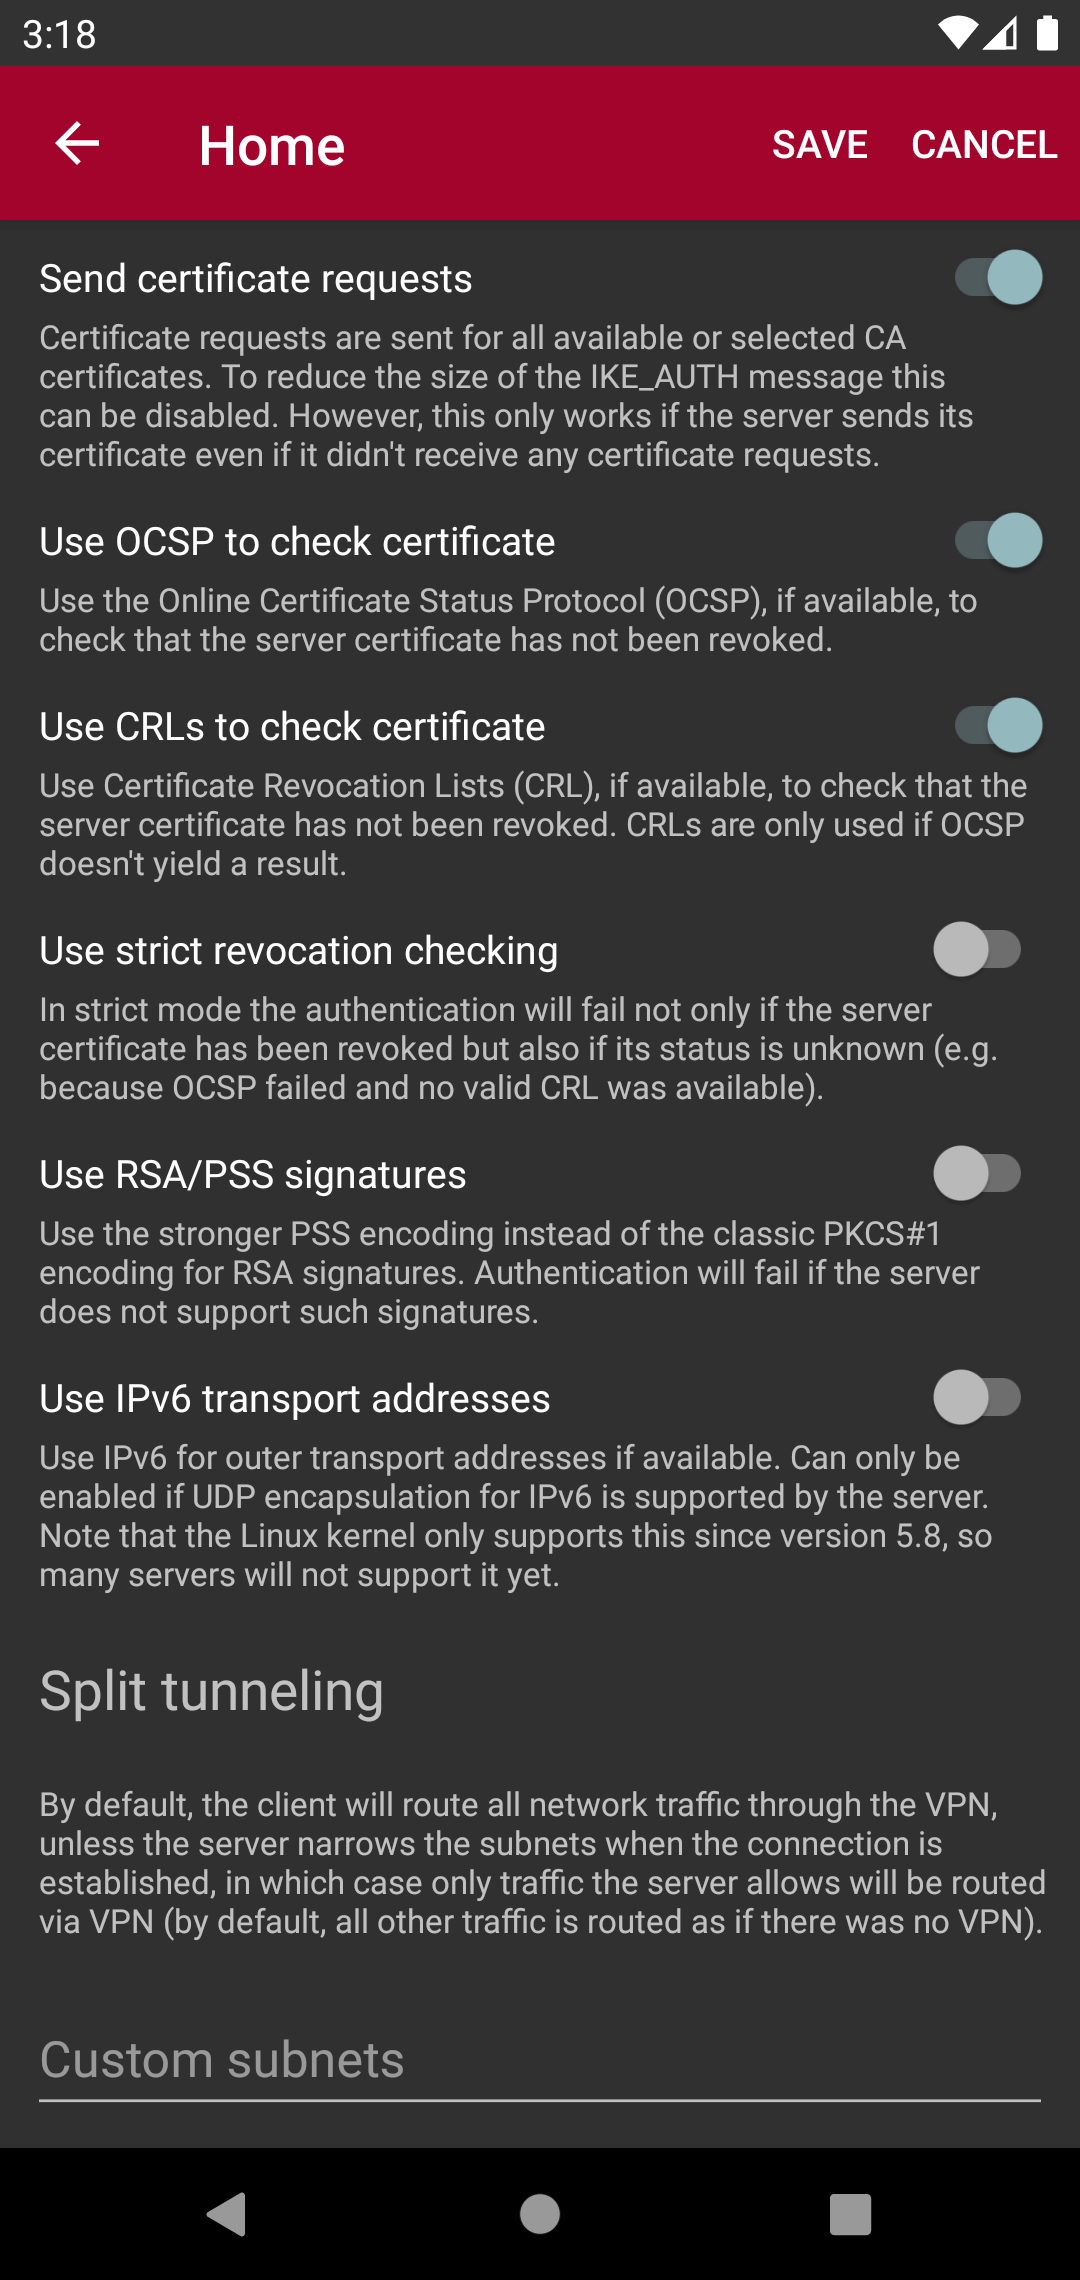 3:18
Home
SAVE
CANCEL
Send certificate requests
Certificate requests are sent for all available or selected CA
certificates. To reduce the size of the IKE_AUTH message this
can be disabled. However, this only works if the server sends its
certificate even if it didn't receive any certificate requests.
Use OCSP to check certificate
Use the Online Certificate Status Protocol (OCSP), if available, to
check that the server certificate has not been revoked.
Use CRLs to check certificate
Use Certificate Revocation Lists (CRL), if available, to check that the
server certificate has not been revoked. CRLs are only used if OCSP
doesn't yield a result.
Use strict revocation checking
In strict mode the authentication will fail not only if the server
certificate has been revoked but also if its status is unknown (e.g.
because OCSP failed and no valid CRL was available).
Use RSA/PSS signatures
Use the stronger PSS encoding instead of the classic PKCS#1
encoding for RSA signatures. Authentication will fail if the server
does not support such signatures.
Use IPv6 transport addresses
Use IPv6 for outer transport addresses if available. Can only be
enabled if UDP encapsulation for IPv6 is supported by the server.
Note that the Linux kernel only supports this since version 5.8, so
many servers will not support it yet.
Split tunneling
By default, the client will route all network traffic through the VPN,
unless the server narrows the subnets when the connection is
established, in which case only traffic the server allows will be routed
via VPN (by default, all other traffic is routed as if there was no VPN).
Custom subnets